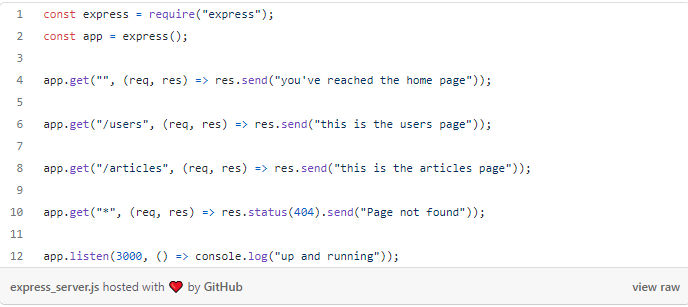 1 const express = require("express");
2 const app = express();
3
4 app.get("", (req, res) => res.send("you've reached the home page"));
5
6 app.get("/users", (req, res) => res.send("this is the users page"));
7
8 app.get("/articles", (req, res) => res.send("this is the articles page"));
9
10 app.get("*", (req, res) => res.status(404).send("Page not found"));
11
12 app.listen(3000, () => console.log("up and running"));
express_server.js hosted with ❤ by GitHub view raw